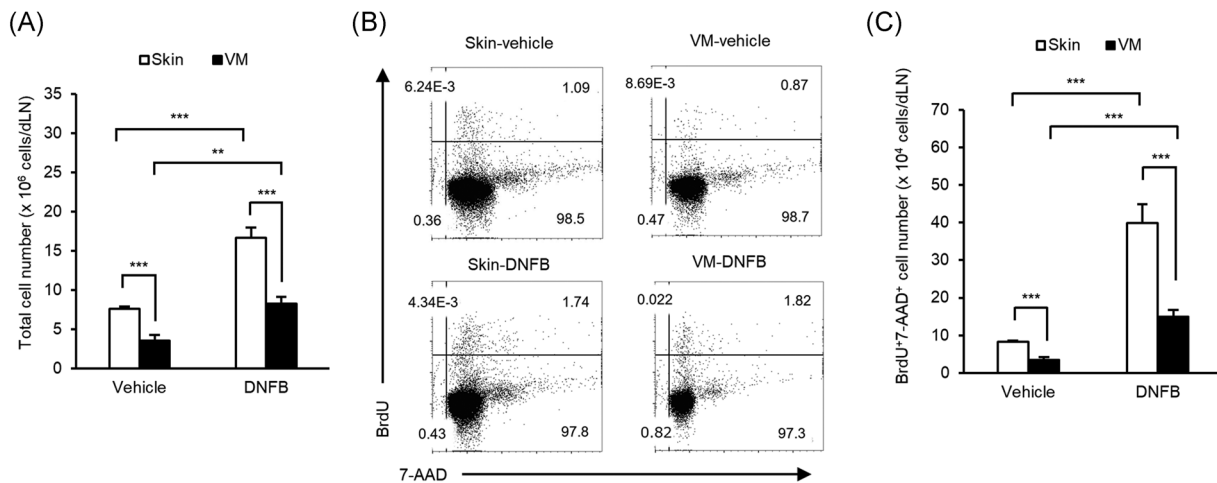 (A)
Skin VM
Total cell number (x 10⁶ cells/dLN)
35
30
25
20
15
10
5
0
***
**
***
***
Vehicle DNFB
(B)
Skin-vehicle VM-vehicle
6.24E-3 1.09 8.69E-3 0.87
0.36 98.5 0.47 98.7
Skin-DNFB VM-DNFB
4.34E-3 1.74 0.022 1.82
0.43 97.8 0.82 97.3
BrdU
7-AAD
(C)
Skin VM
BrdU⁺7-AAD⁺ cell number (x 10⁴ cells/dLN)
70
60
50
40
30
20
10
0
***
***
***
***
Vehicle DNFB